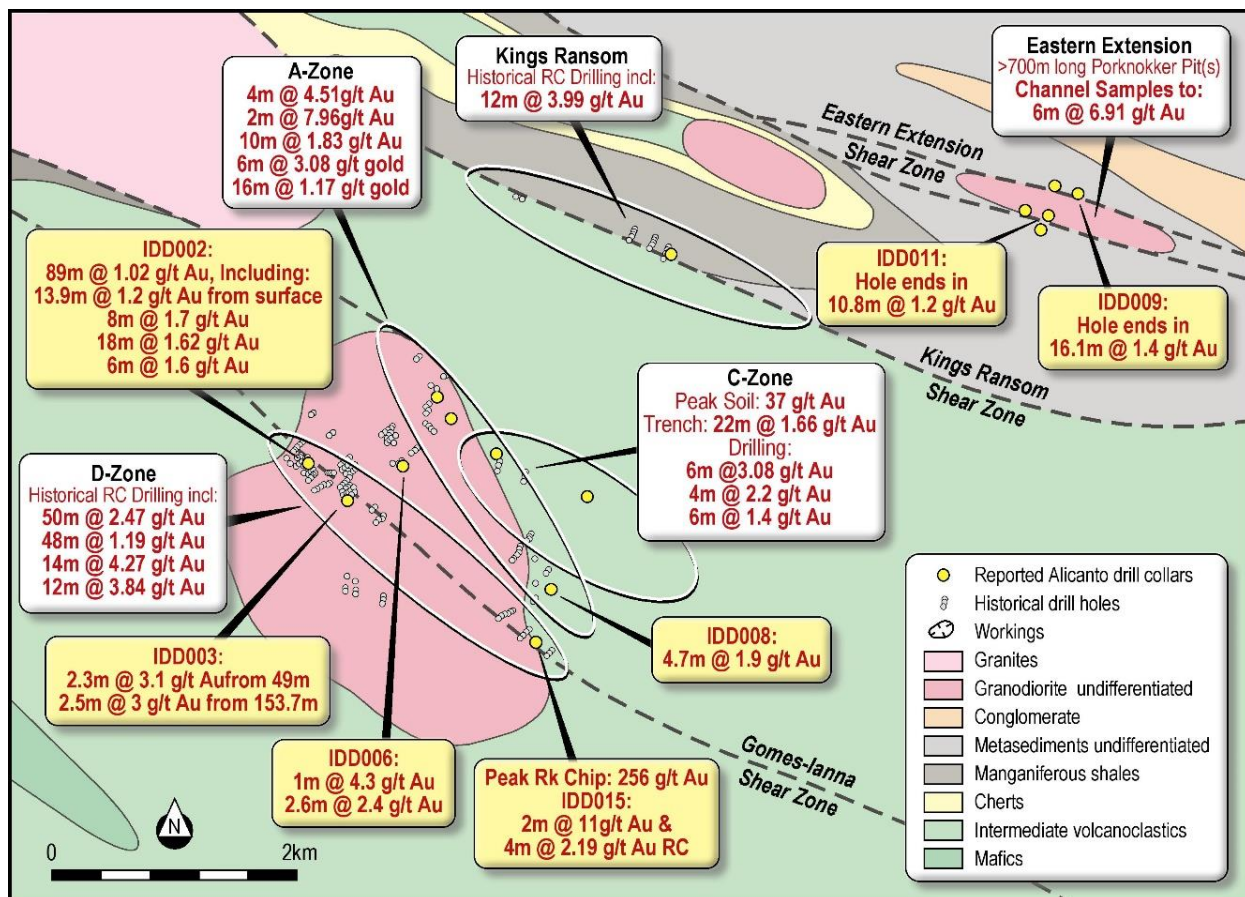 A-Zone
4m @ 4.51g/t Au
2m @ 7.96g/t Au
10m @ 1.83 g/t Au
6m @ 3.08 g/t gold
16m @ 1.17 g/t gold
Kings Ransom
Historical RC Drilling incl:
12m @ 3.99 g/t Au
Eastern Extension
>700m long Porknokker Pit(s)
Channel Samples to:
6m @ 6.91 g/t Au
Eastern Extension
Shear Zone
IDD002:
89m @ 1.02 g/t Au, Including:
13.9m @ 1.2 g/t Au from surface
8m @ 1.7 g/t Au
18m @ 1.62 g/t Au
6m @ 1.6 g/t Au
IDD011:
Hole ends in
10.8m @ 1.2 g/t Au
IDD009:
Hole ends in
16.1m @ 1.4 g/t Au
Kings Ransom
Shear Zone
C-Zone
Peak Soil: 37 g/t Au
Trench: 22m @ 1.66 g/t Au
Drilling:
6m @3.08 g/t Au
4m @ 2.2 g/t Au
6m @ 1.4 g/t Au
D-Zone
Historical RC Drilling incl:
50m @ 2.47 g/t Au
48m @ 1.19 g/t Au
14m @ 4.27 g/t Au
12m @ 3.84 g/t Au
IDD003:
2.3m @ 3.1 g/t Aufrom 49m
2.5m @ 3 g/t Au from 153.7m
IDD008:
4.7m @ 1.9 g/t Au
IDD006:
1m @ 4.3 g/t Au
2.6m @ 2.4 g/t Au
Peak Rk Chip: 256 g/t Au
IDD015:
2m @ 11g/t Au &
4m @ 2.19 g/t Au RC
Gomes-Ianna
Shear Zone
Reported Alicanto drill collars
Historical drill holes
Workings
Granites
Granodiorite undifferentiated
Conglomerate
Metasediments undifferentiated
Manganiferous shales
Cherts
Intermediate volcanoclastics
Mafics
N
0
2km